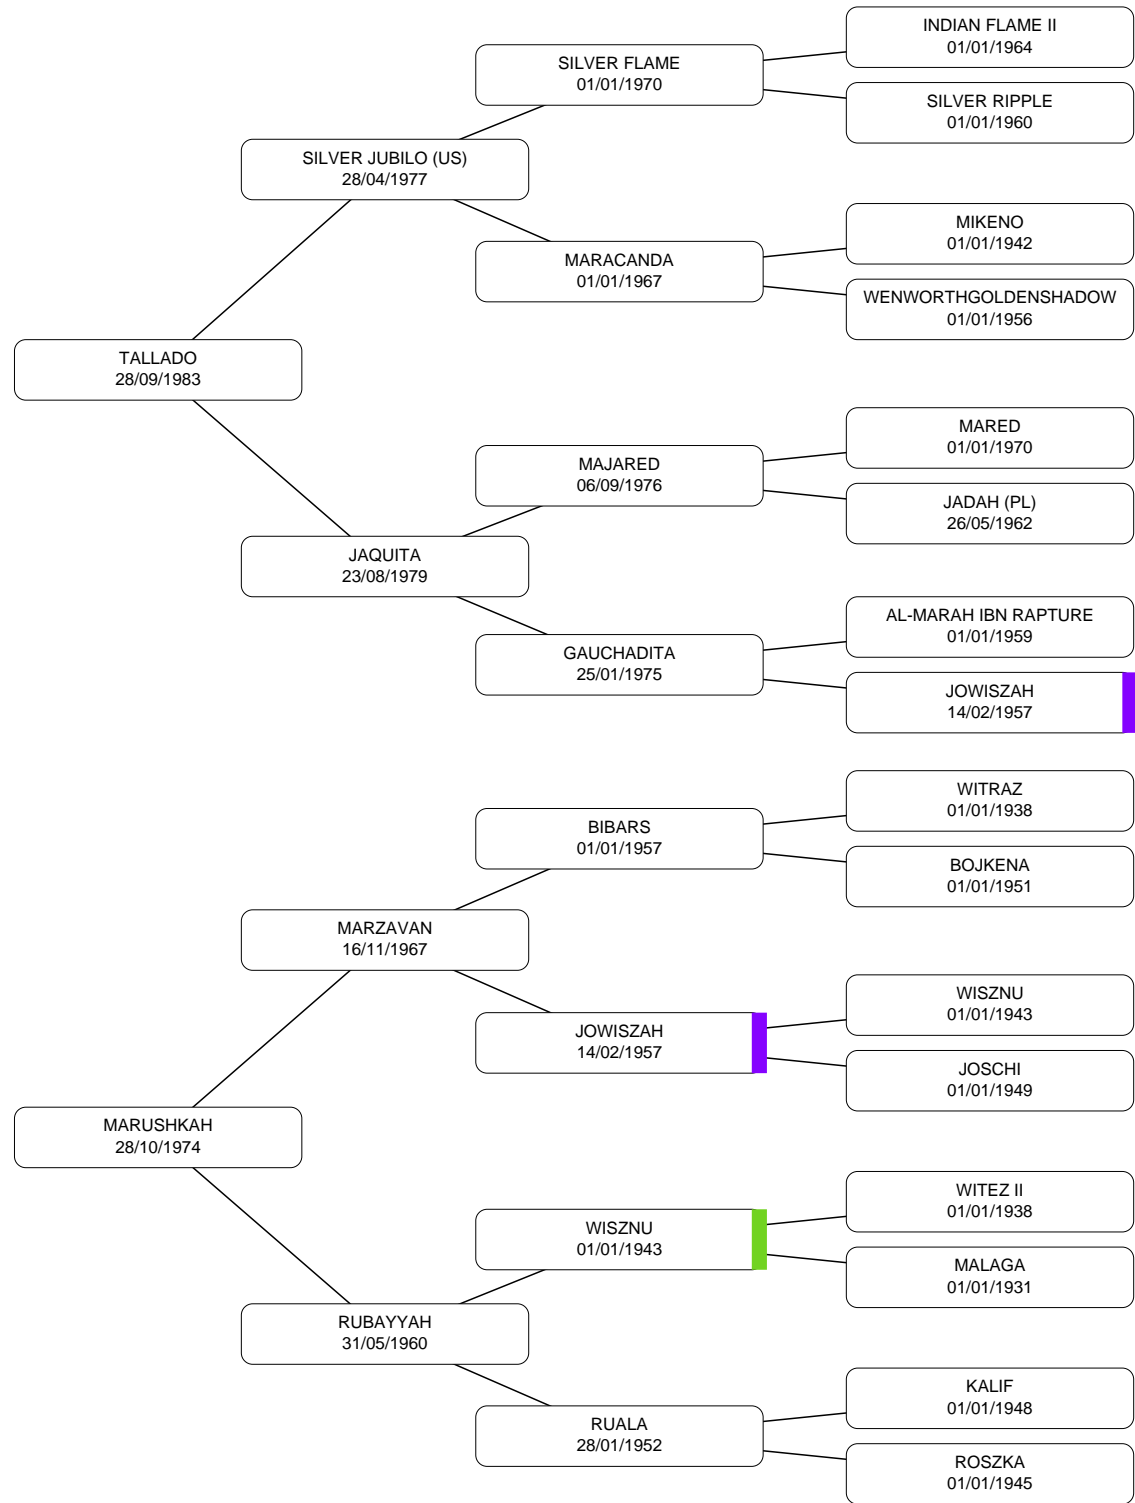 INDIAN FLAME II
01/01/1964
SILVER FLAME
01/01/1970
SILVER RIPPLE
01/01/1960
SILVER JUBILO (US)
28/04/1977
MIKENO
01/01/1942
MARACANDA
01/01/1967
WENWORTHGOLDENSHADOW
01/01/1956
TALLADO
28/09/1983
MARED
01/01/1970
MAJARED
06/09/1976
JADAH (PL)
26/05/1962
JAQUITA
23/08/1979
AL-MARAH IBN RAPTURE
01/01/1959
GAUCHADITA
25/01/1975
JOWISZAH
14/02/1957
WITRAZ
01/01/1938
BIBARS
01/01/1957
BOJKENA
01/01/1951
MARZAVAN
16/11/1967
WISZNU
01/01/1943
JOWISZAH
14/02/1957
JOSCHI
01/01/1949
MARUSHKAH
28/10/1974
WITEZ II
01/01/1938
WISZNU
01/01/1943
MALAGA
01/01/1931
RUBAYYAH
31/05/1960
KALIF
01/01/1948
RUALA
28/01/1952
ROSZKA
01/01/1945